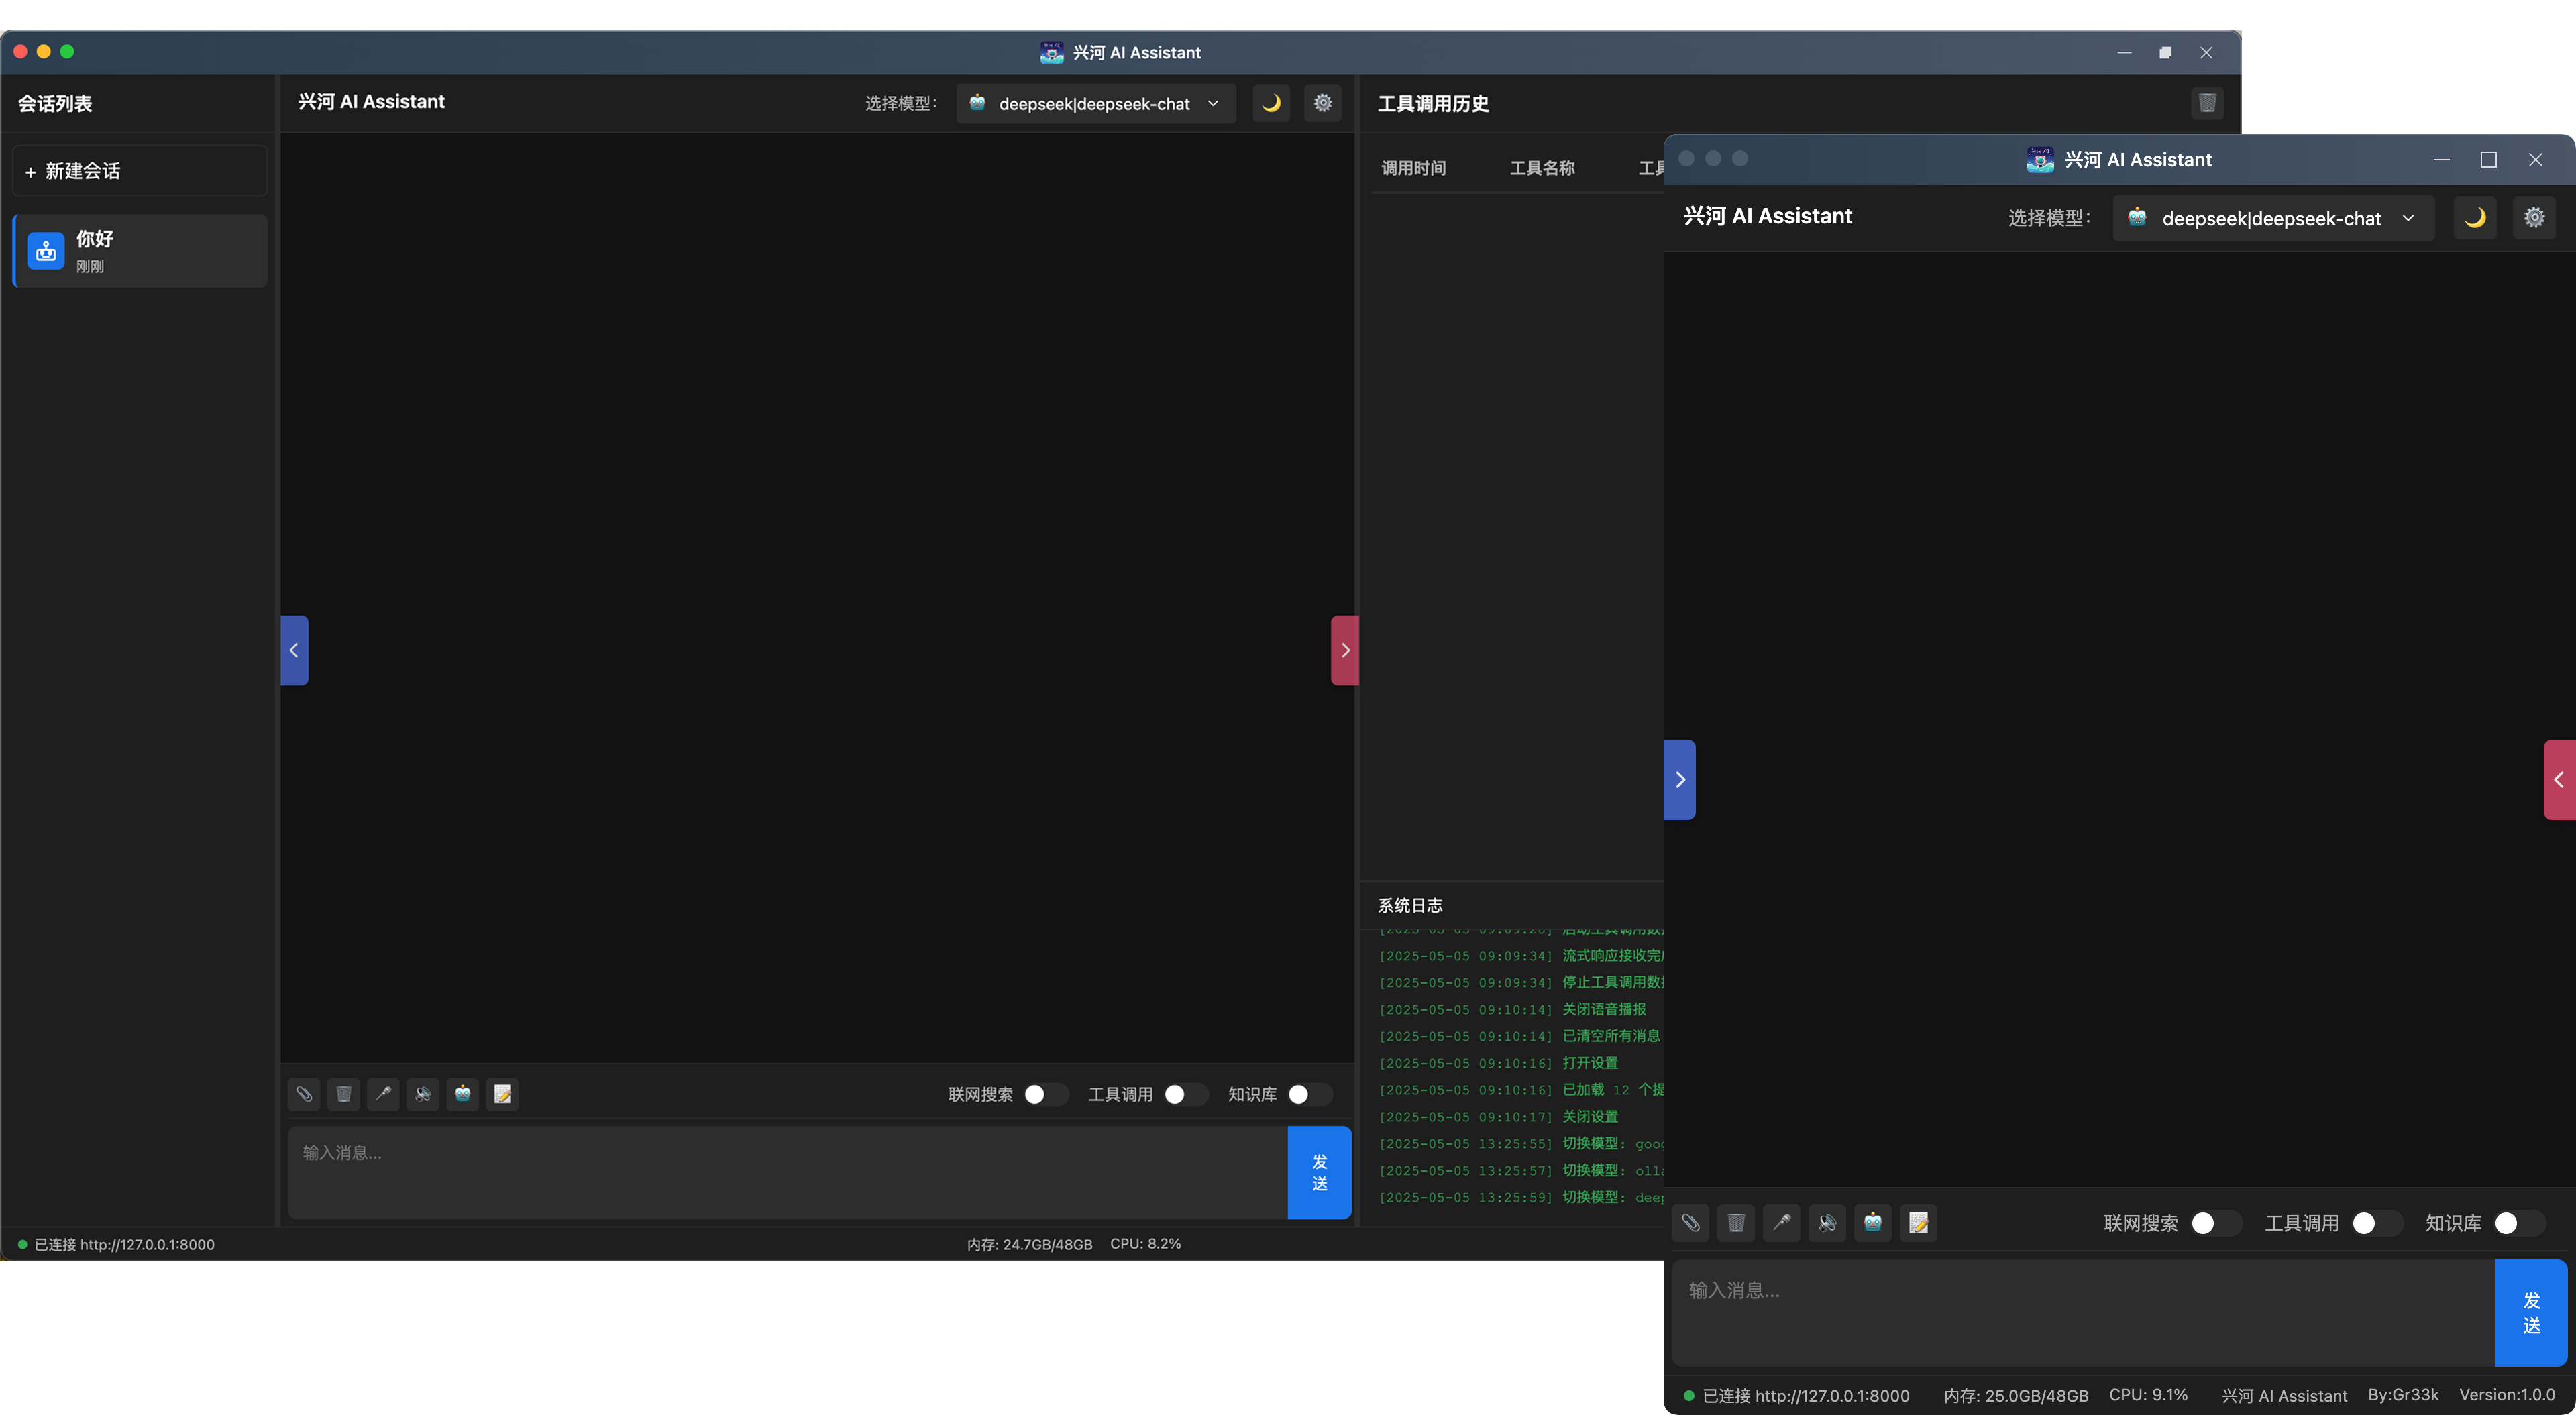 兴河 AI Assistant
会话列表
+ 新建会话
你好
刚刚
兴河 AI Assistant
选择模型：
deepseek|deepseek-chat
联网搜索
工具调用
知识库
输入消息...
发送
工具调用历史
调用时间 工具名称
系统日志
[2025-05-05 09:09:34] 流式响应接收完
[2025-05-05 09:09:34] 停止工具调用数
[2025-05-05 09:10:14] 关闭语音播报
[2025-05-05 09:10:14] 已清空所有消息
[2025-05-05 09:10:16] 打开设置
[2025-05-05 09:10:16] 已加载 12 个提
[2025-05-05 09:10:17] 关闭设置
[2025-05-05 13:25:55] 切换模型: goo
[2025-05-05 13:25:57] 切换模型: oll
[2025-05-05 13:25:59] 切换模型: deep
已连接 http://127.0.0.1:8000
内存: 24.7GB/48GB CPU: 8.2%
兴河 AI Assistant
兴河 AI Assistant
选择模型：
deepseek|deepseek-chat
联网搜索
工具调用
知识库
输入消息...
发送
已连接 http://127.0.0.1:8000
内存: 25.0GB/48GB CPU: 9.1%
兴河 AI Assistant By:Gr33k Version:1.0.0